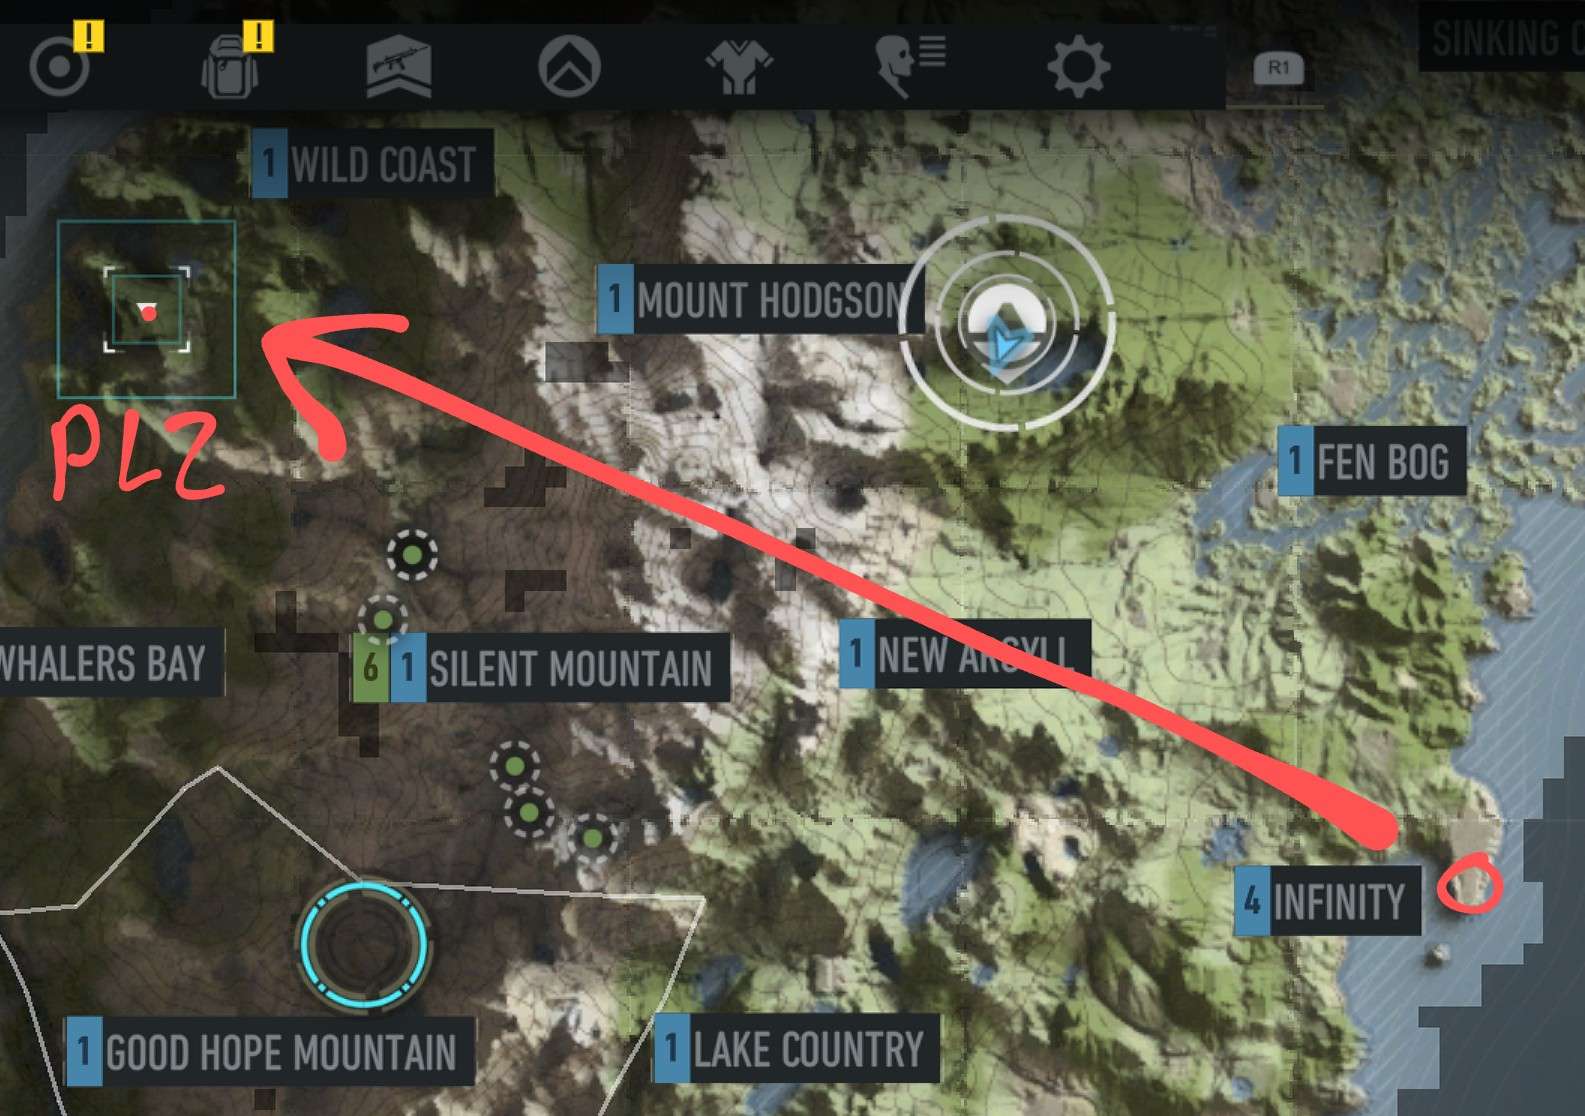 !
!
R1
SINKING C
1 WILD COAST
1 MOUNT HODGSON
PLZ
1 FEN BOG
WHALERS BAY
6 1 SILENT MOUNTAIN
1 NEW ARGYLL
4 INFINITY
1 GOOD HOPE MOUNTAIN
1 LAKE COUNTRY